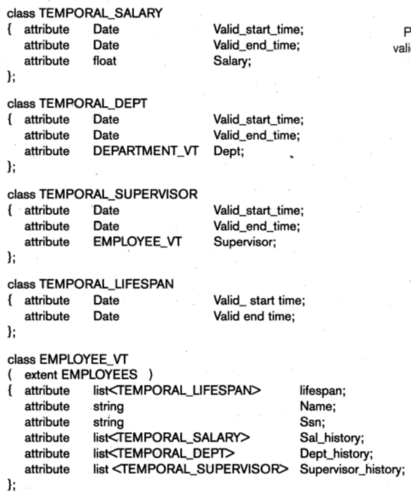 class TEMPORAL_SALARY
{ attribute Date Valid_start_time;
attribute Date Valid_end_time;
attribute float Salary;
};
class TEMPORAL_DEPT
{ attribute Date Valid_start_time;
attribute Date Valid_end_time;
attribute DEPARTMENT_VT Dept;
};
class TEMPORAL_SUPERVISOR
{ attribute Date Valid_start_time;
attribute Date Valid_end_time;
attribute EMPLOYEE_VT Supervisor;
};
class TEMPORAL_LIFESPAN
{ attribute Date Valid_ start time;
attribute Date Valid end time;
};
class EMPLOYEE_VT
( extent EMPLOYEES )
{ attribute list<TEMPORAL_LIFESPAN> lifespan;
attribute string Name;
attribute string Ssn;
attribute list<TEMPORAL_SALARY> Sal_history;
attribute list<TEMPORAL_DEPT> Dept_history;
attribute list <TEMPORAL_SUPERVISOR> Supervisor_history;
};